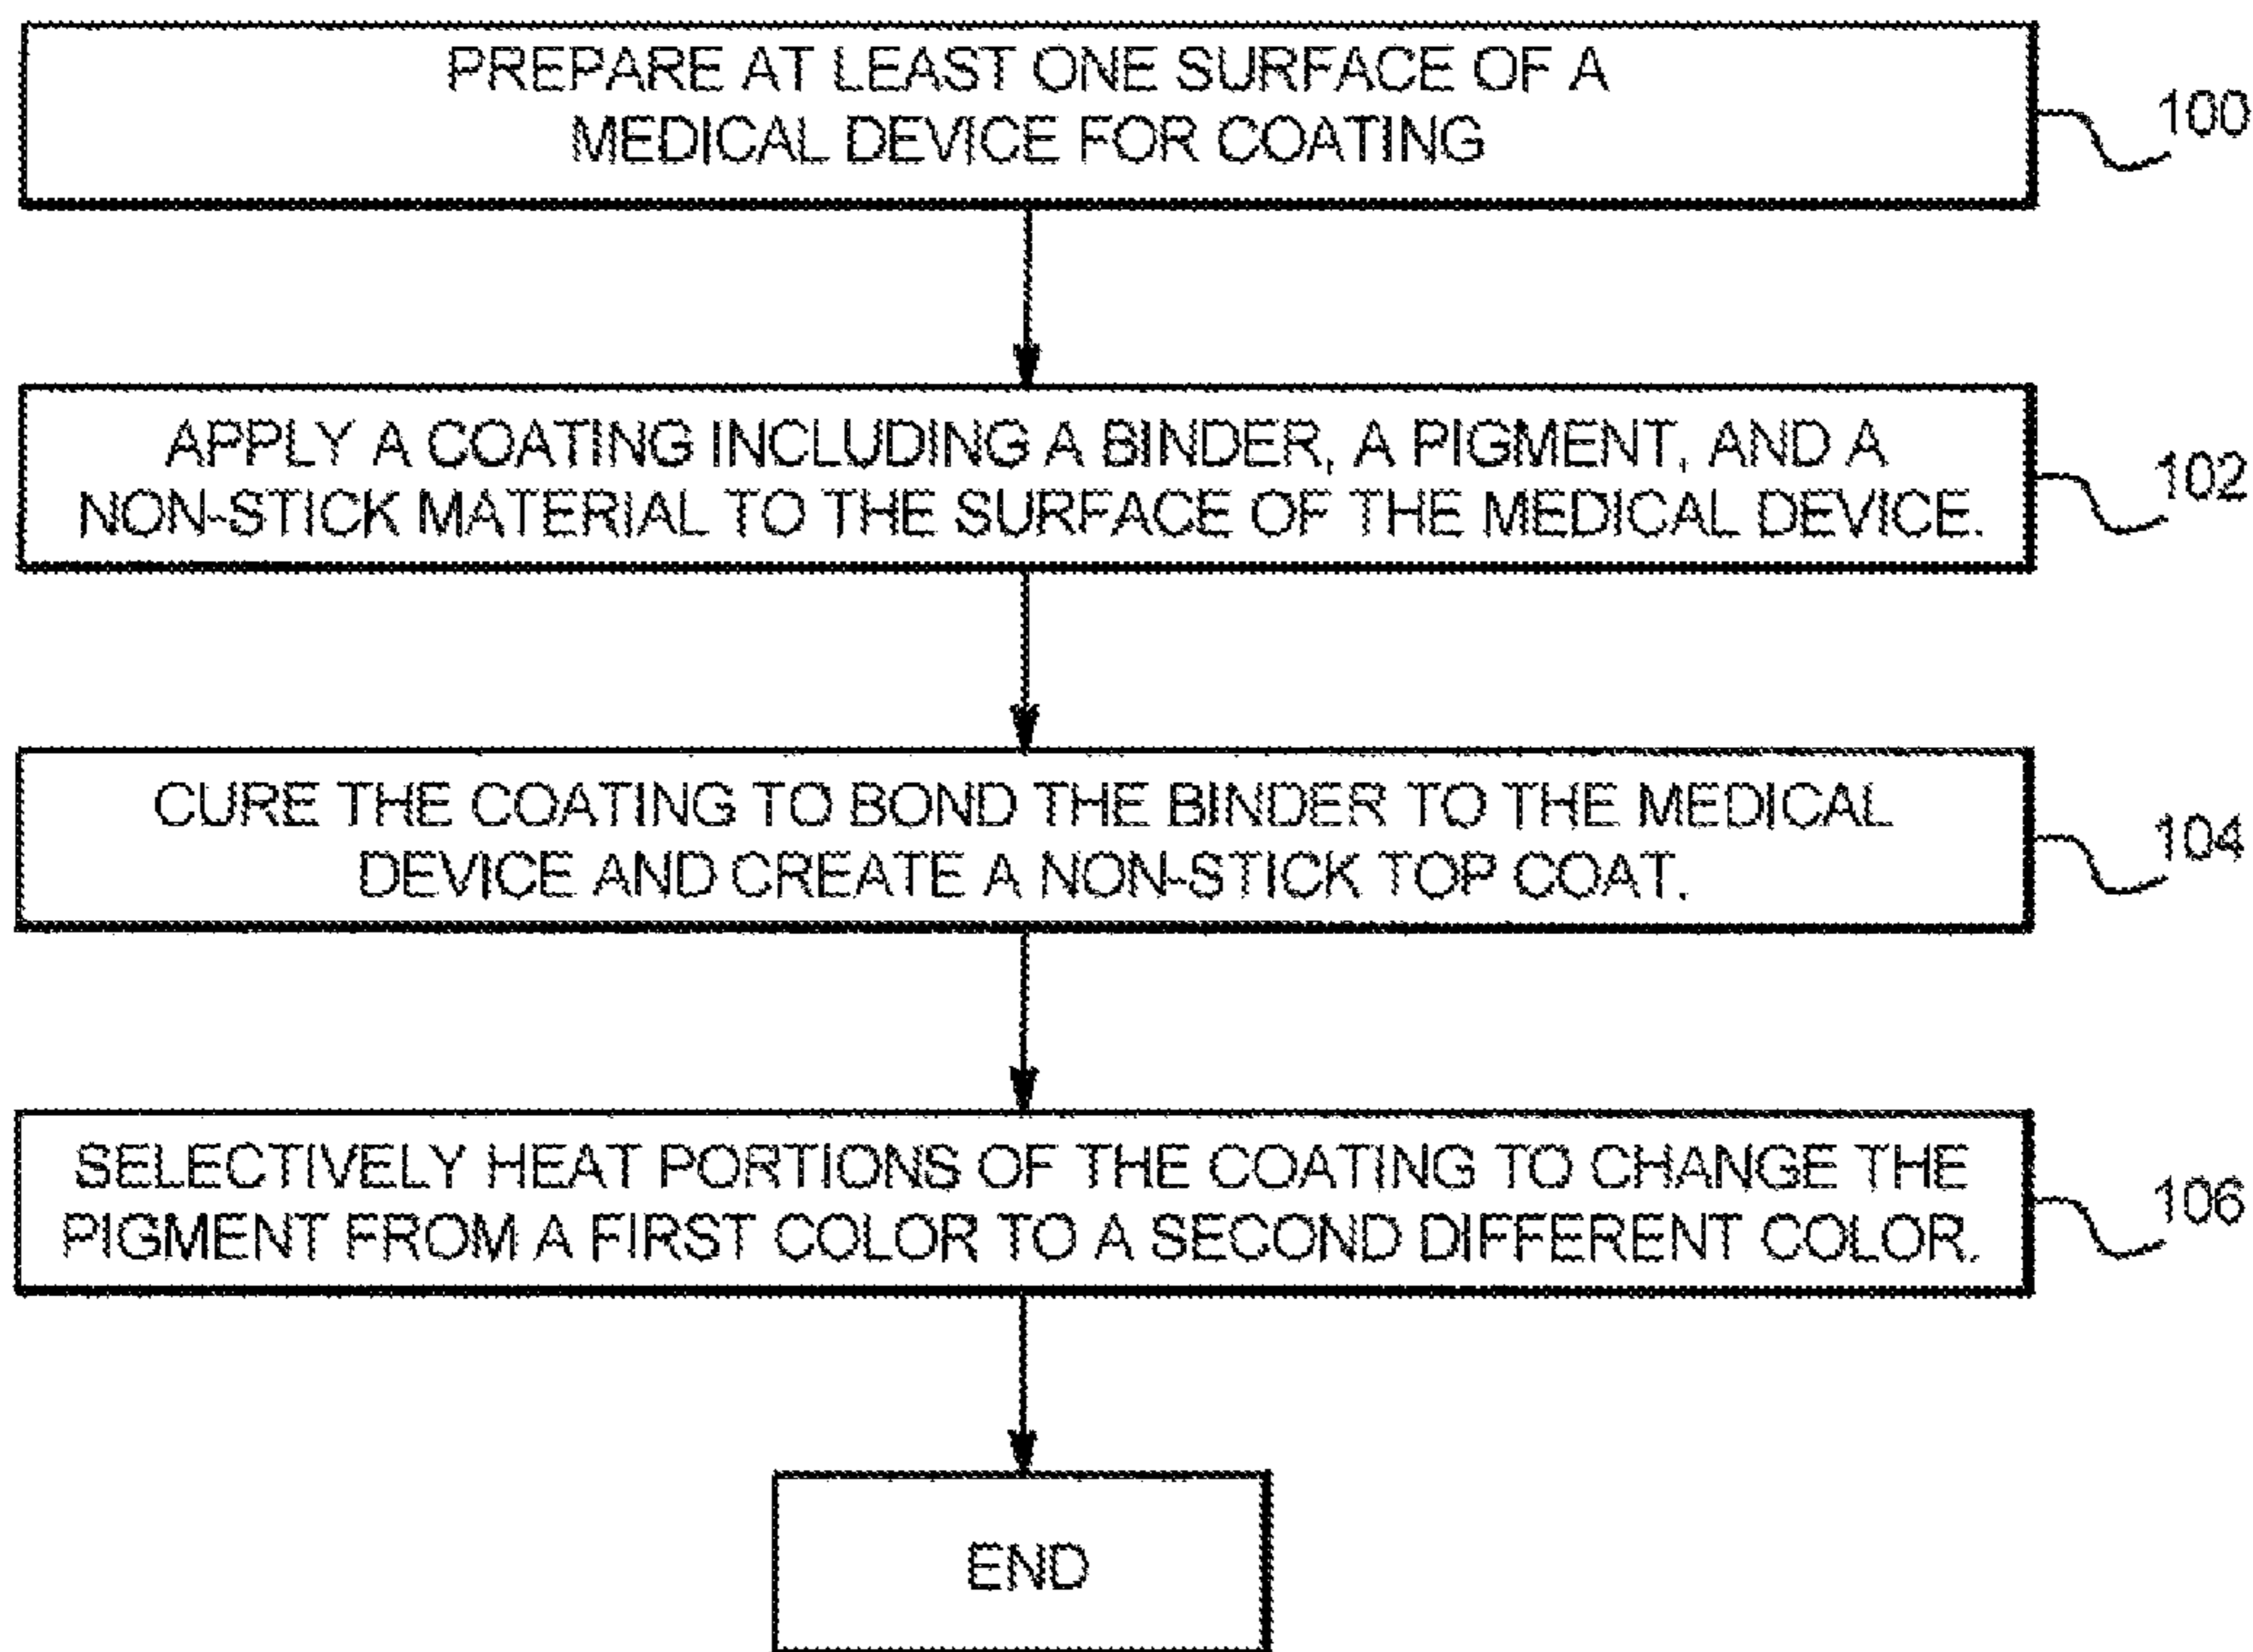 PREPARE AT LEAST ONE SURFACE OF A
MEDICAL DEVICE FOR COATING
100
APPLY A COATING INCLUDING A BINDER, A PIGMENT, AND A
NON-STICK MATERIAL TO THE SURFACE OF THE MEDICAL DEVICE.
102
CURE THE COATING TO BOND THE BINDER TO THE MEDICAL
DEVICE AND CREATE A NON-STICK TOP COAT.
104
SELECTIVELY HEAT PORTIONS OF THE COATING TO CHANGE THE
PIGMENT FROM A FIRST COLOR TO A SECOND DIFFERENT COLOR.
106
END